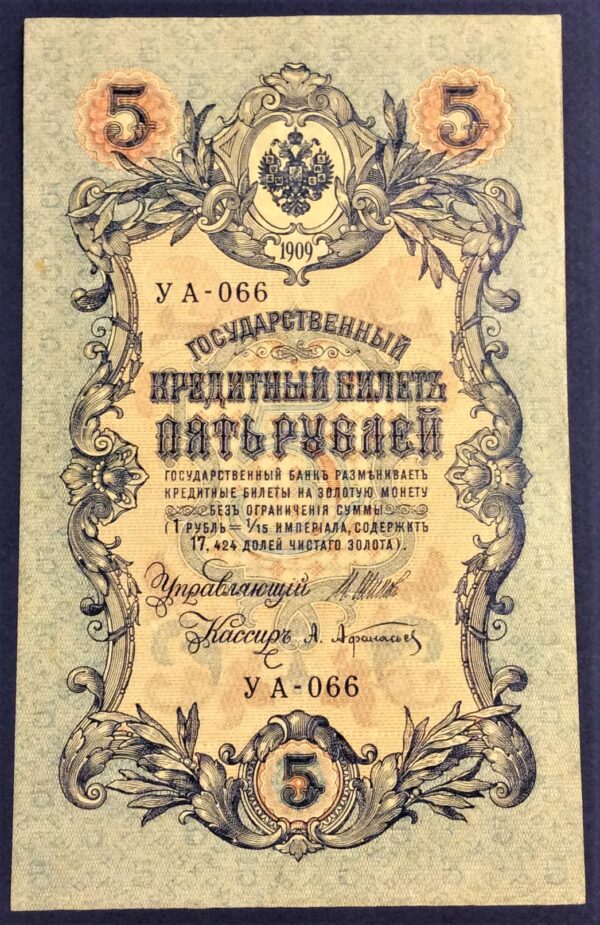 5 5
1909
УА-066
ГОСУДАРСТВЕННЫЙ
КРЕДИТНЫЙ БИЛЕТЪ
ПЯТЬ РУБЛЕЙ
ГОСУДАРСТВЕННЫЙ БАНКЪ РАЗМѢНИВАЕТЪ
КРЕДИТНЫЕ БИЛЕТЫ НА ЗОЛОТУЮ МОНЕТУ
БЕЗЪ ОГРАНИЧЕНІЯ СУММЫ
(1 РУБЛЬ = 1/15 ИМПЕРІАЛА, СОДЕРЖИТЪ
17,424 ДОЛЕЙ ЧИСТАГО ЗОЛОТА).
Управляющій
Кассиръ А. Афанасьев
УА-066
5